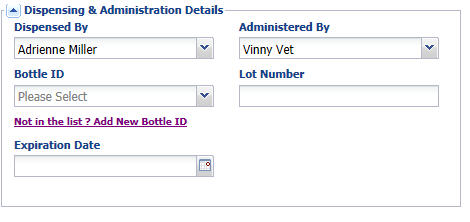 Dispensing & Administration Details
Dispensed By
Administered By
Adrienne Miller
Vinny Vet
Bottle ID
Lot Number
Please Select
Not in the list ? Add New Bottle ID
Expiration Date